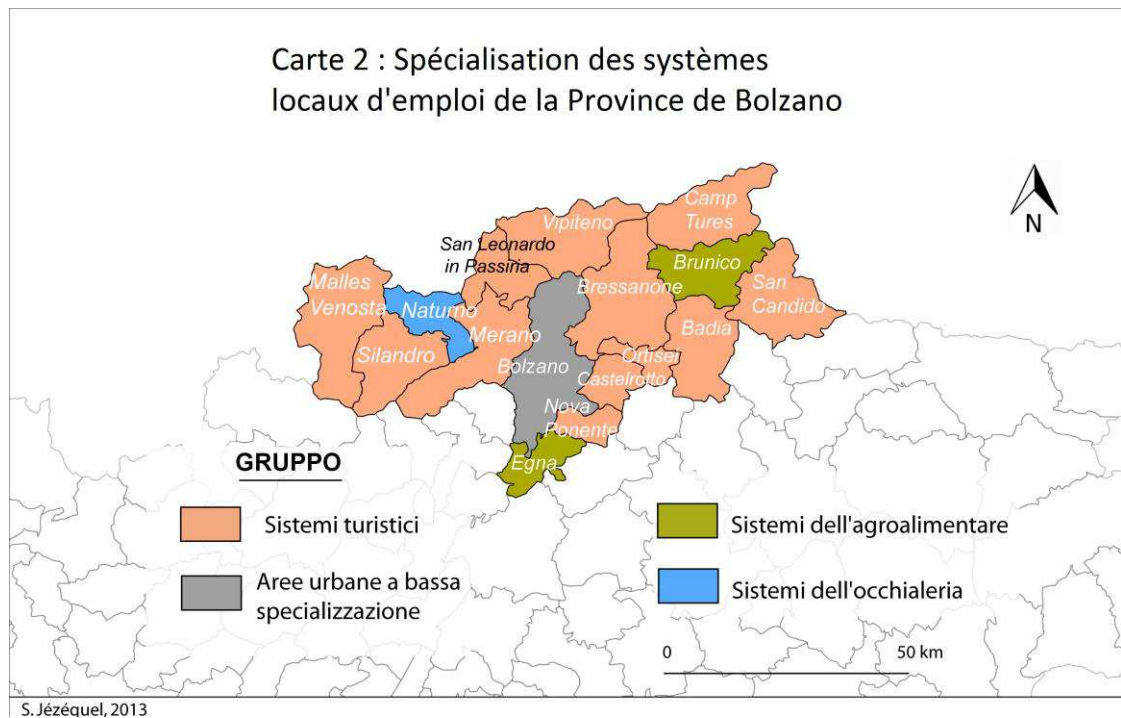 Carte 2 : Spécialisation des systèmes
locaux d'emploi de la Province de Bolzano
N
Camp
Tures
Vipiteno
San Leonardo
in Passiria
Brunico
Malles
Venosta
Bressanone
San
Candido
Naturno
Merano
Badia
Silandro
Ortisei
Bolzano
Castelrotto
Nova
Ponente
Egna
GRUPPO
Sistemi turistici
Aree urbane a bassa
specializzazione
Sistemi dell'agroalimentare
Sistemi dell'occhialeria
0 50 km
S. Jézéquel, 2013